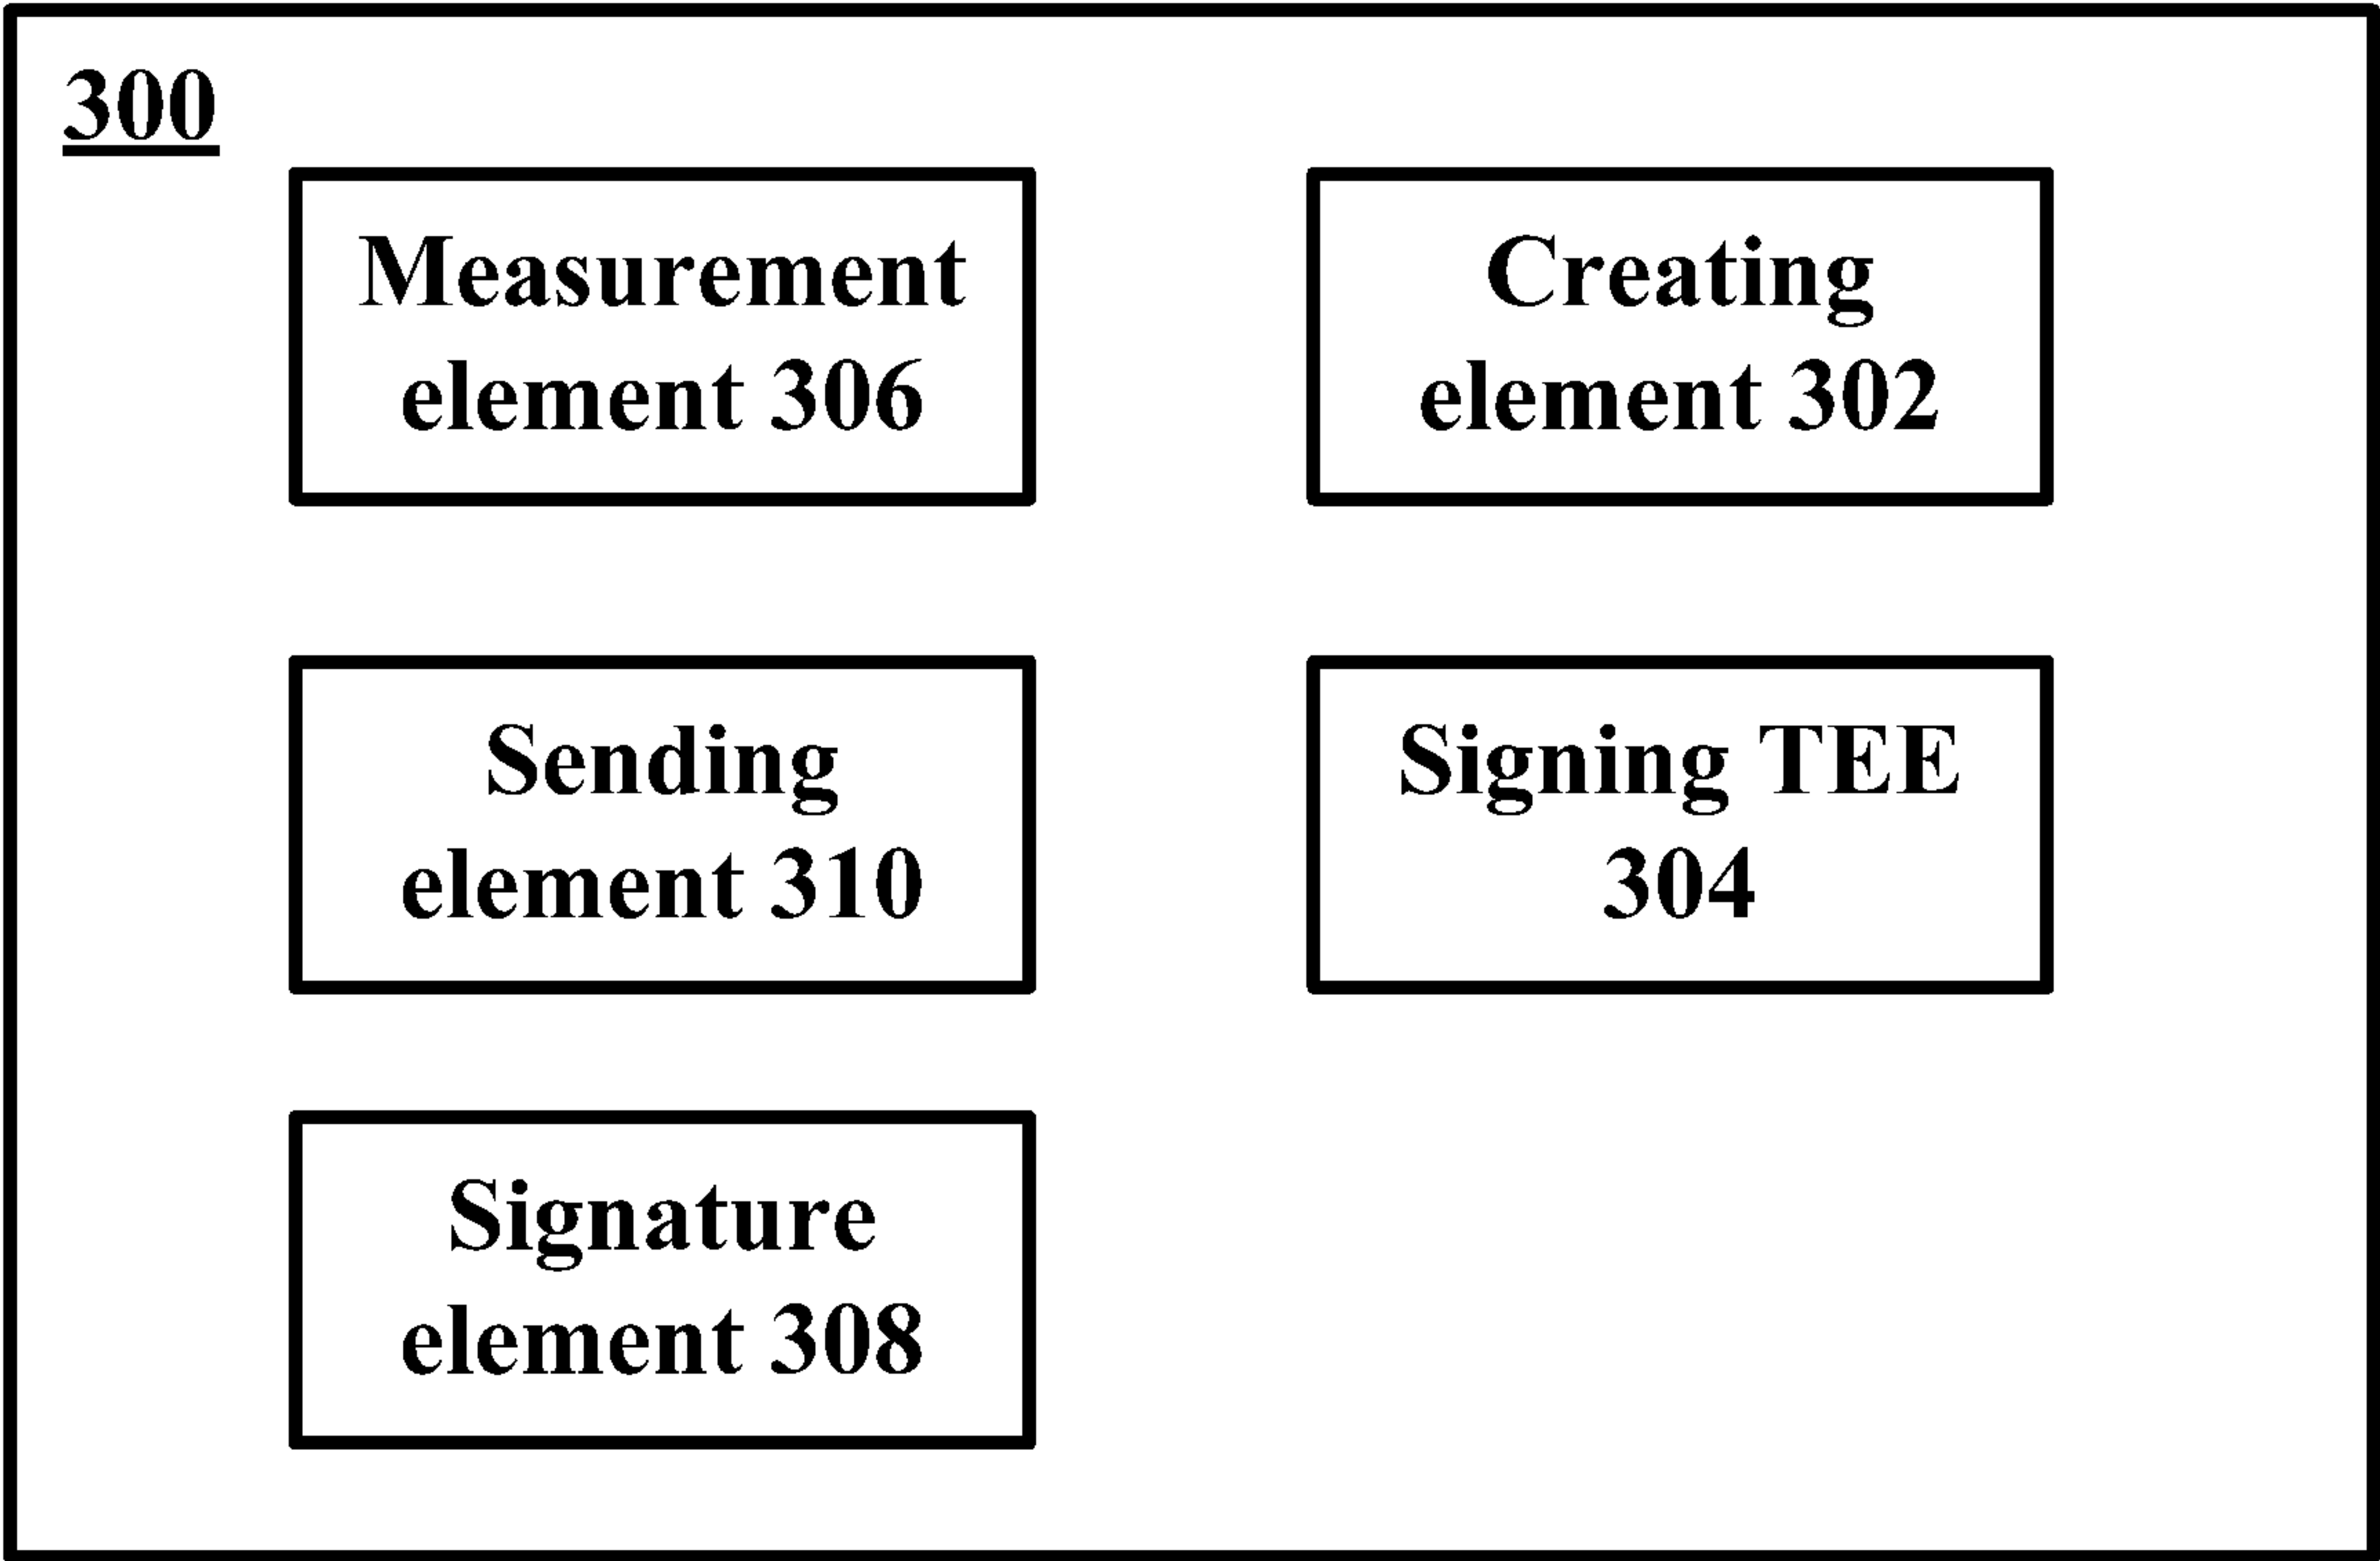 300
Measurement
element 306
Creating
element 302
Sending
element 310
Signing TEE
304
Signature
element 308